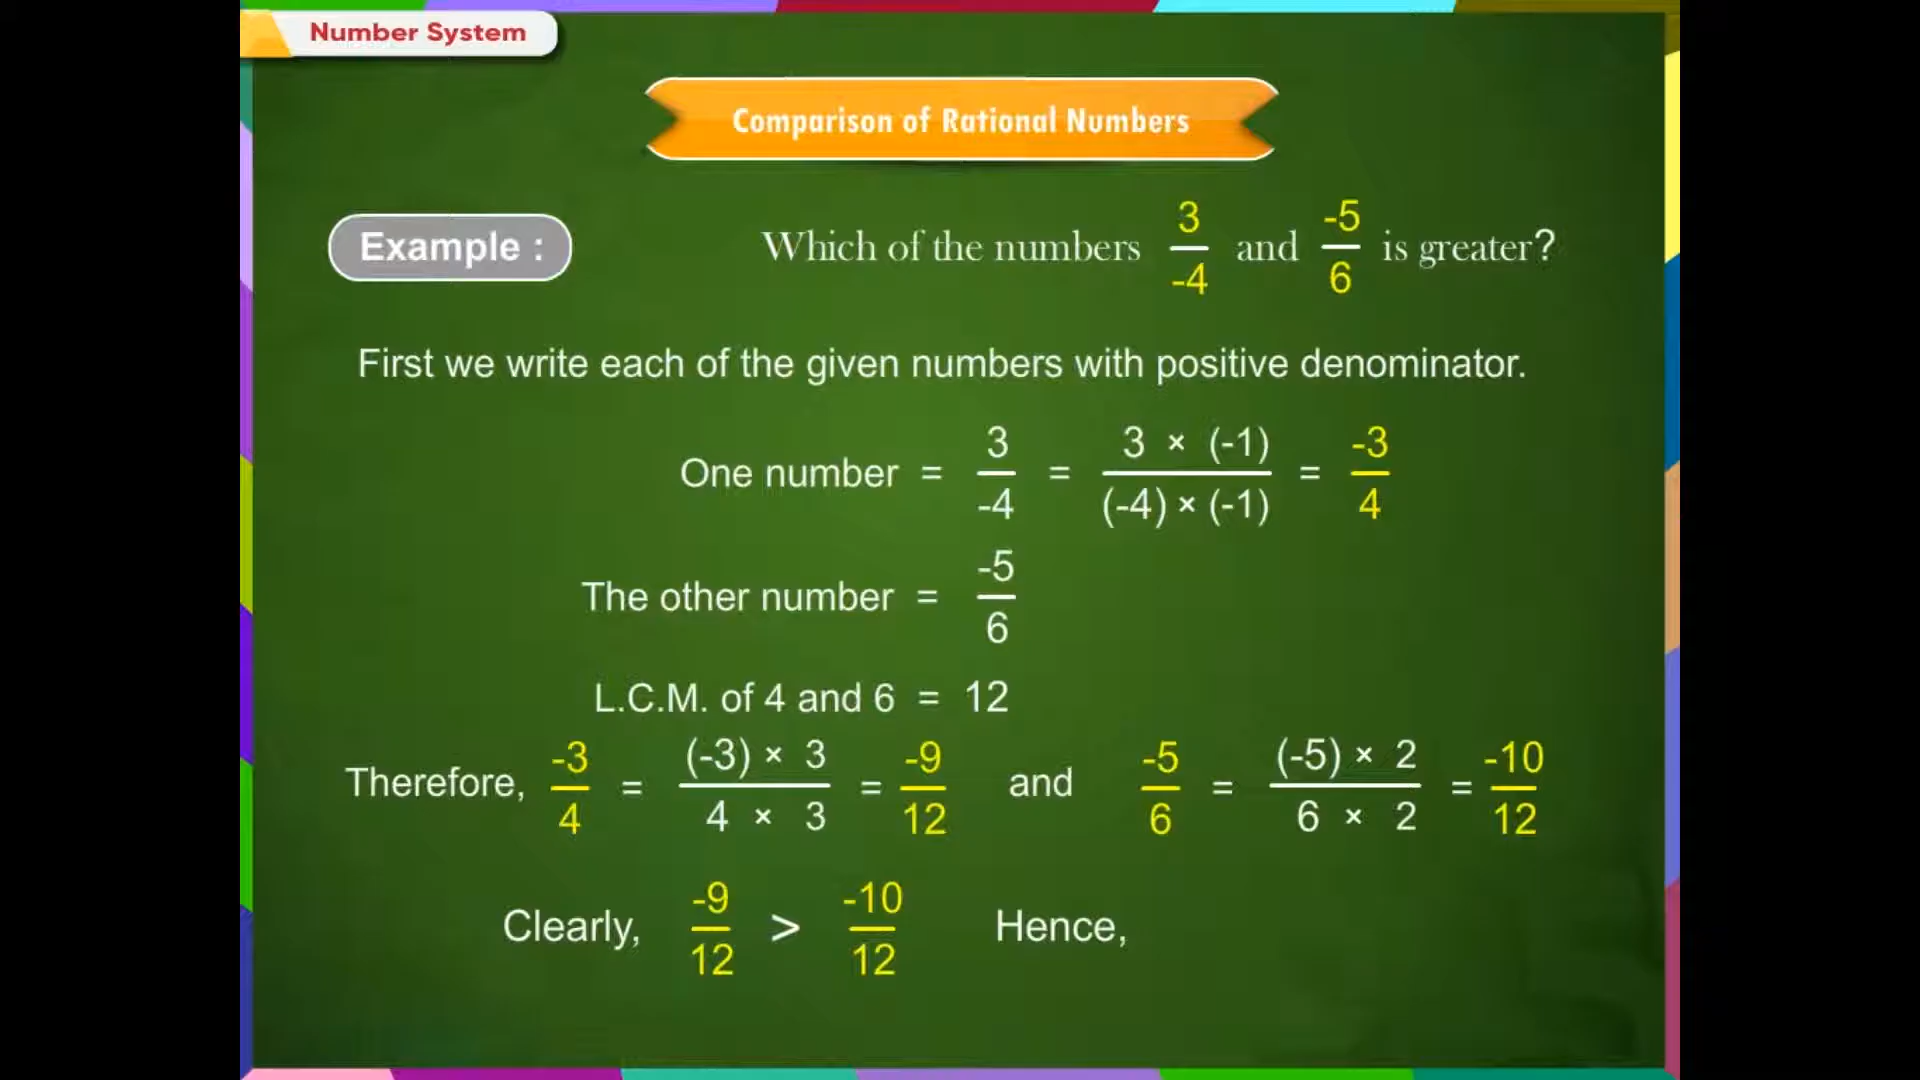 Number System
Comparison of Rational Numbers
Example : Which of the numbers 3/-4 and -5/6 is greater?
First we write each of the given numbers with positive denominator.
One number = 3/-4 = 3 × (-1)/(-4) × (-1) = -3/4
The other number = -5/6
L.C.M. of 4 and 6 = 12
Therefore, -3/4 = (-3) × 3/4 × 3 = -9/12 and -5/6 = (-5) × 2/6 × 2 = -10/12
Clearly, -9/12 > -10/12 Hence,